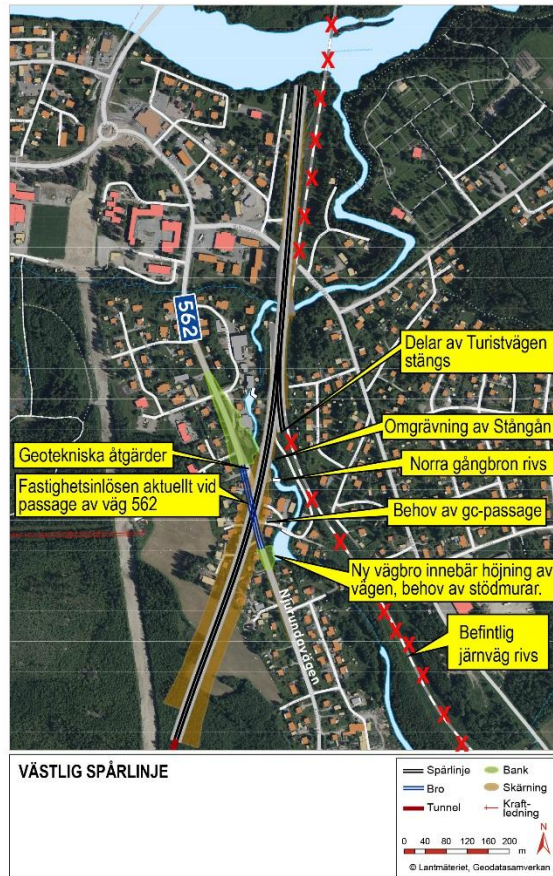 562
Delar av Turistvägen
stängs
Omgrävning av Stångån
Geotekniska åtgärder
Norra gångbron rivs
Fastighetsinlösen aktuellt vid
passage av väg 562
Behov av gc-passage
Ny vägbro innebär höjning av
vägen, behov av stödmurar.
Njurundavägen
Befintlig
järnväg rivs
VÄSTLIG SPÅRLINJE
Spårlinje
Bank
Bro
Skärning
Tunnel
Kraft-
ledning
N
0 40 80 120 160 200
m
© Lantmäteriet, Geodatasamverkan